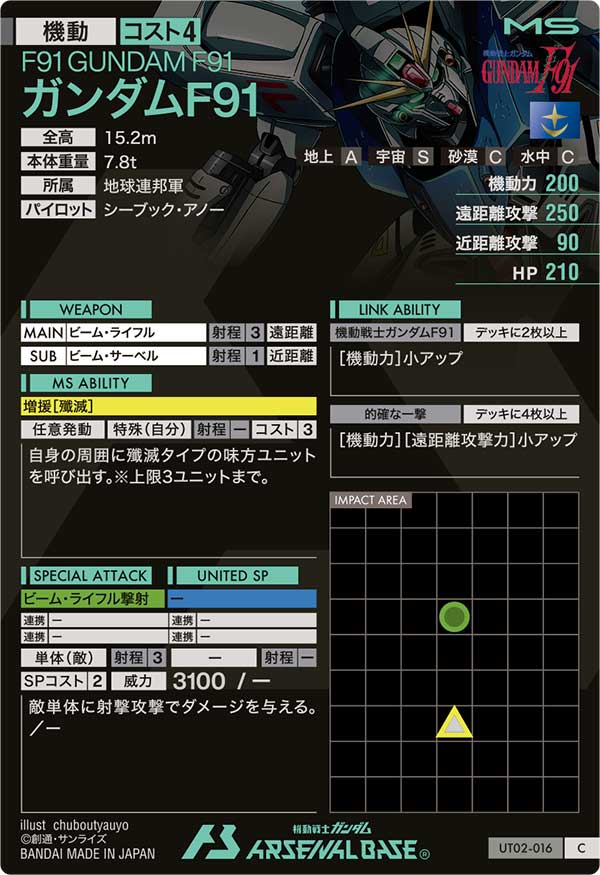 機動 コスト4
MS
F91 GUNDAM F91
ガンダムF91
機動戦士ガンダム
GUNDAM F91
全高 15.2m
本体重量 7.8t
所属 地球連邦軍
パイロット シーブック・アノー
地上 A 宇宙 S 砂漠 C 水中 C
機動力 200
遠距離攻撃 250
近距離攻撃 90
HP 210
WEAPON
MAIN ビーム・ライフル 射程 3 遠距離
SUB ビーム・サーベル 射程 1 近距離
MS ABILITY
増援[殲滅]
任意発動 特殊(自分) 射程 ー コスト 3
自身の周囲に殲滅タイプの味方ユニット
を呼び出す。※上限3ユニットまで。
LINK ABILITY
機動戦士ガンダムF91 デッキに2枚以上
[機動力]小アップ
的確な一撃 デッキに4枚以上
[機動力][遠距離攻撃力]小アップ
IMPACT AREA
SPECIAL ATTACK UNITED SP
ビーム・ライフル撃射 ー
連携 ー 連携 ー
連携 ー 連携 ー
単体(敵) 射程 3 ー 射程 ー
SPコスト 2 威力 3100 / ー
敵単体に射撃攻撃でダメージを与える。
/ー
illust chuboutyauyo
©創通・サンライズ
BANDAI MADE IN JAPAN
機動戦士ガンダム
AB ARSENAL BASE®
UT02-016 C